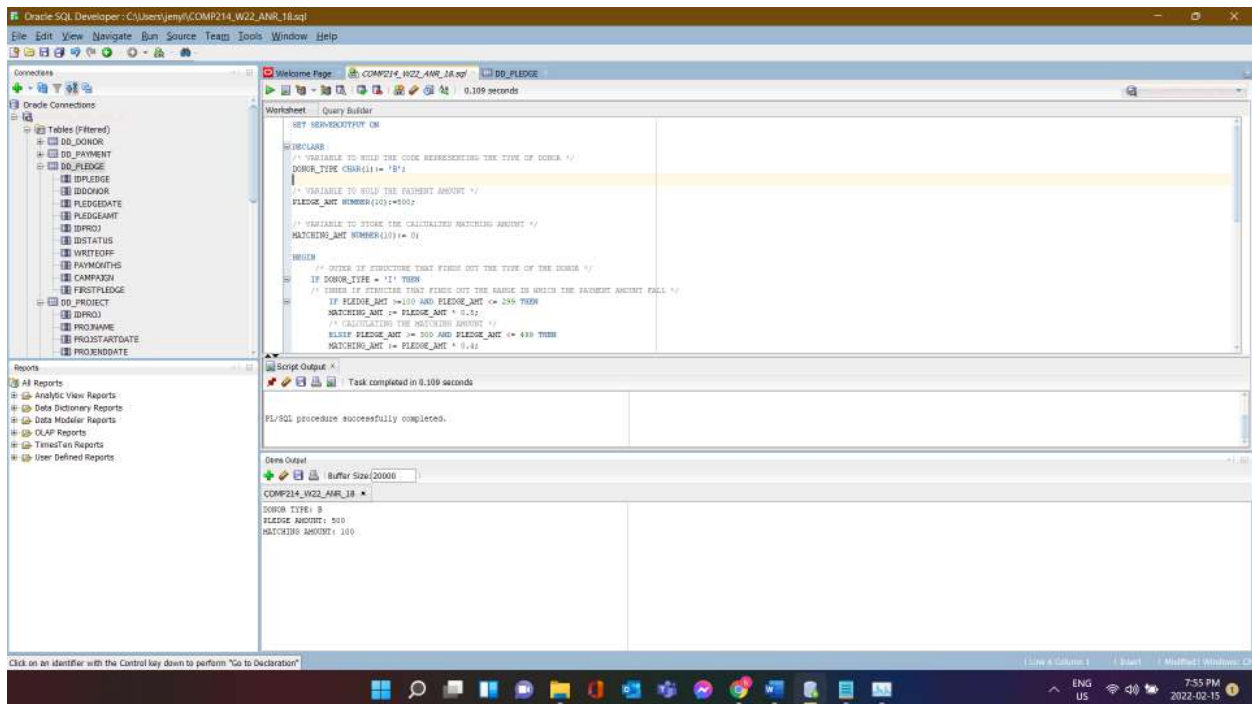 Oracle SQL Developer : C:\Users\jenyl\COMP214_W22_ANR_18.sql
File Edit View Navigate Run Source Team Tools Window Help
Connections
Oracle Connections
Tables (Filtered)
DD_DONOR
DD_PAYMENT
DD_PLEDGE
IDPLEDGE
IDDONOR
PLEDGEDATE
PLEDGEAMT
IDPROJ
IDSTATUS
WRITEOFF
PAYMONTHS
CAMPAIGN
FIRSTPLEDGE
DD_PROJECT
IDPROJ
PROJNAME
PROJSTARTDATE
PROJENDDATE
Reports
All Reports
Analytic View Reports
Data Dictionary Reports
Data Modeler Reports
OLAP Reports
TimesTen Reports
User Defined Reports
Welcome Page COMP214_W22_ANR_18.sql DD_PLEDGE
0.109 seconds
Worksheet Query Builder
SET SERVEROUTPUT ON
DECLARE
/* VARIABLE TO HOLD THE CODE REPRESENTING THE TYPE OF DONOR */
DONOR_TYPE CHAR(1):= 'B';
/* VARIABLE TO HOLD THE PAYMENT AMOUNT */
PLEDGE_AMT NUMBER(10):=500;
/* VARIABLE TO STORE THE CALCUALTED MATCHING AMOUNT */
MATCHING_AMT NUMBER(10):= 0;
BEGIN
/* OUTER IF STRUCTURE THAT FINDS OUT THE TYPE OF THE DONOR */
IF DONOR_TYPE = 'I' THEN
/* INNER IF STRUCTRE THAT FINDS OUT THE RANGE IN WHICH THE PAYMENT AMOUNT FALL */
IF PLEDGE_AMT >=100 AND PLEDGE_AMT <= 299 THEN
MATCHING_AMT := PLEDGE_AMT * 0.5;
/* CALCULATING THE MATCHING AMOUNT */
ELSIF PLEDGE_AMT >= 300 AND PLEDGE_AMT <= 499 THEN
MATCHING_AMT := PLEDGE_AMT * 0.4;
Script Output
Task completed in 0.109 seconds
PL/SQL procedure successfully completed.
Dbms Output
Buffer Size: 20000
COMP214_W22_ANR_18
DONOR TYPE: B
PLEDGE AMOUNT: 500
MATCHING AMOUNT: 100
Click on an identifier with the Control key down to perform "Go to Declaration"
Line 6 Column 1 Insert Modified Windows: C
ENG
US
7:55 PM
2022-02-15